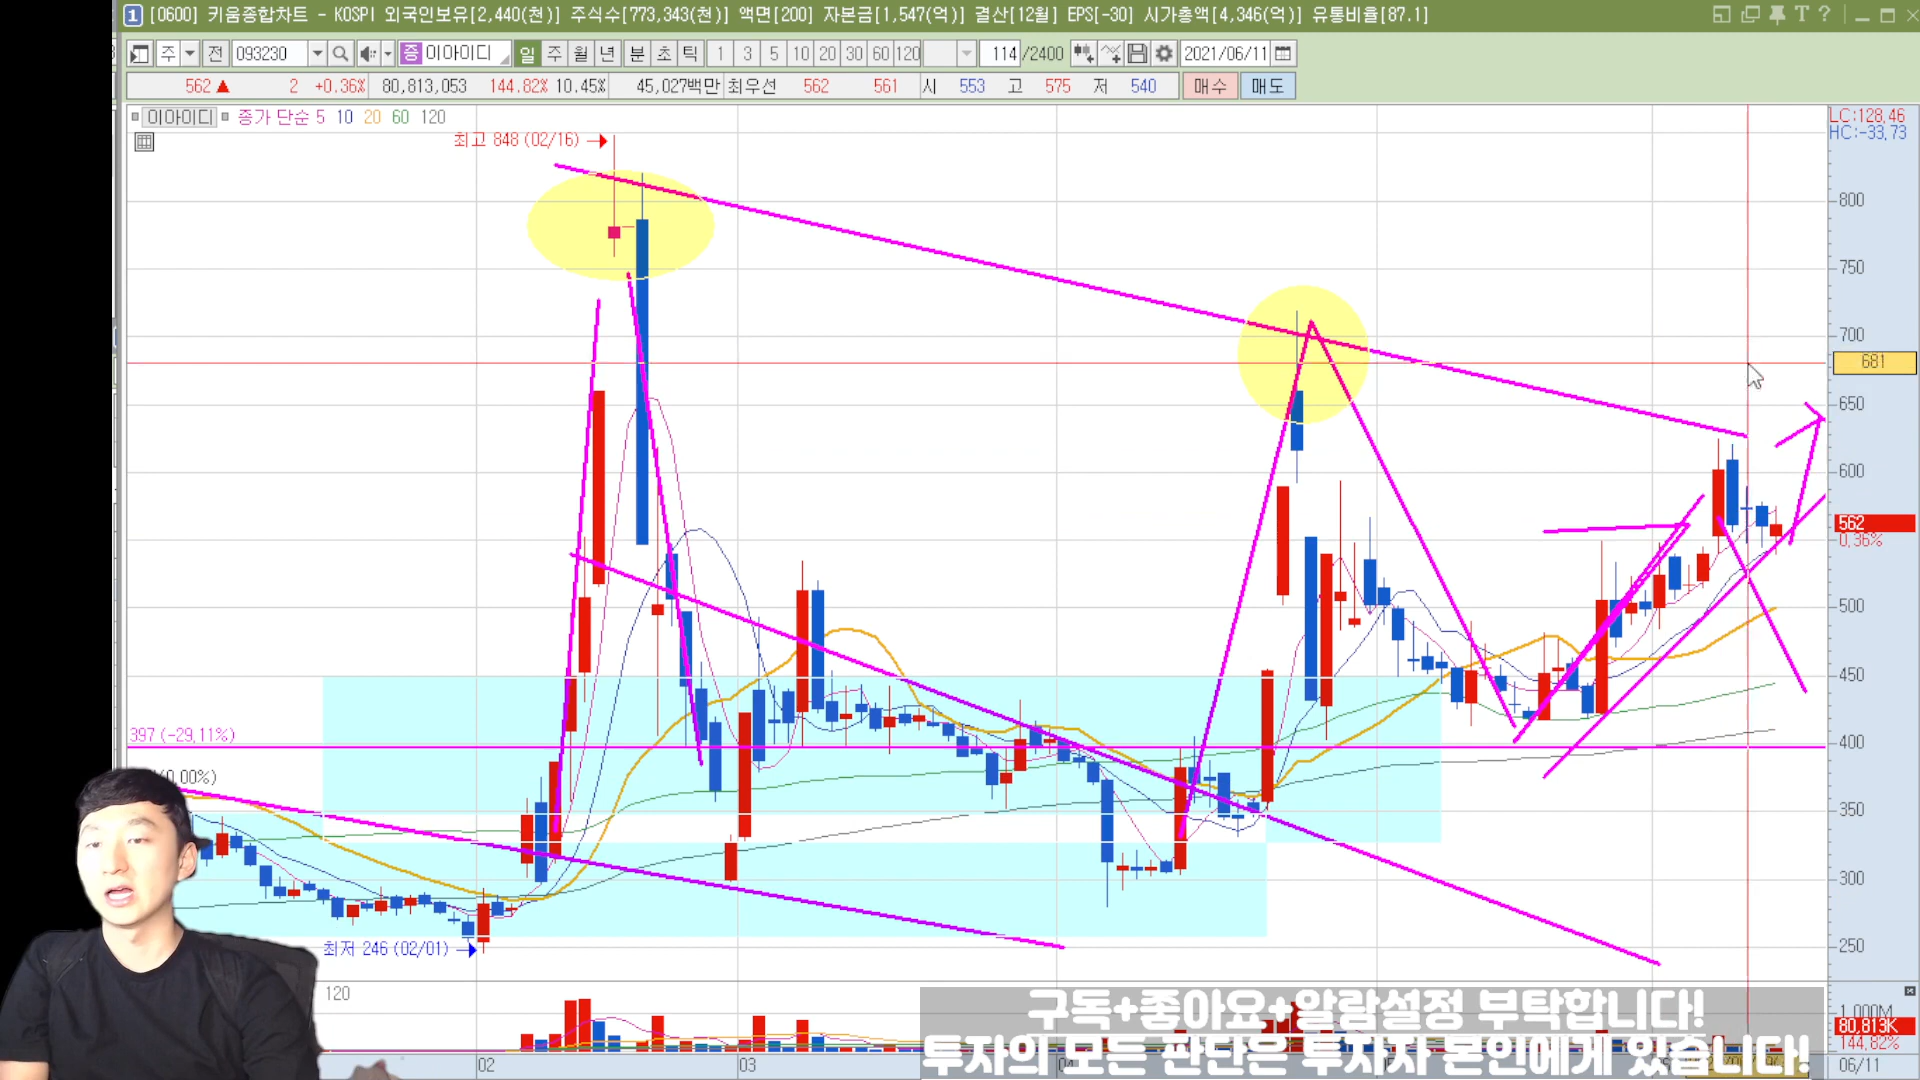 1 [0600] 키움종합차트 - KOSPI 외국인보유[2,440(천)] 주식수[773,343(천)] 액면[200] 자본금[1,547(억)] 결산[12월] EPS[-30] 시가총액[4,346(억)] 유통비율[87.1]
주 전 093230 증 이아이디 일 주 월 년 분 초 틱 1 3 5 10 20 30 60 120 114 /2400 2021/06/11
562 ▲ 2 +0.36% 80,813,053 144.82% 10.45% 45,027백만 최우선 562 561 시 553 고 575 저 540 매수 매도
이아이디 종가 단순 5 10 20 60 120
LC:128.46
HC:-33.73
최고 848 (02/16)
800
750
700
681
650
600
562
0.36%
500
450
397 (-29.11%)
400
(0.00%)
350
300
최저 246 (02/01)
250
120
1,000M
80,813K
144.82%
구독+좋아요+알람설정 부탁합니다!
투자의 모든 판단은 투자자 본인에게 있습니다!
02
03
04
06/11